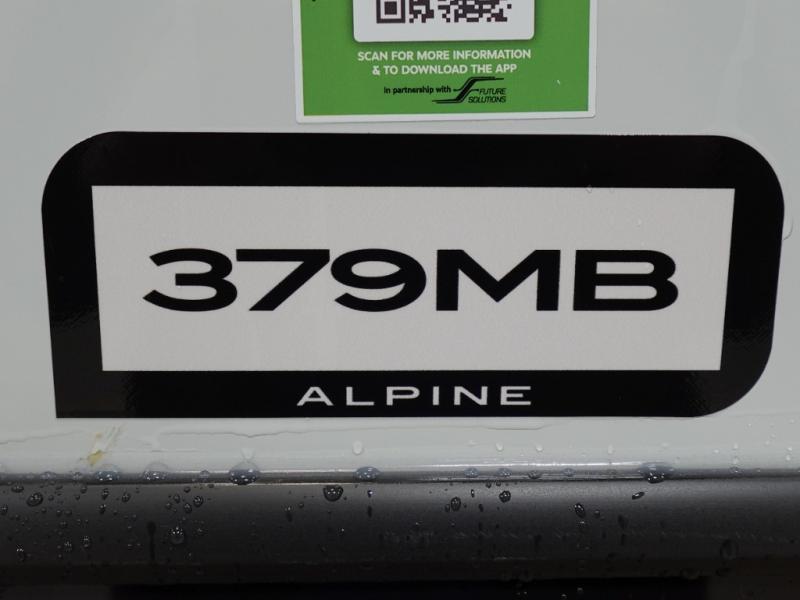 SCAN FOR MORE INFORMATION
& TO DOWNLOAD THE APP
in partnership with FUTURE
SOLUTIONS
379MB
ALPINE